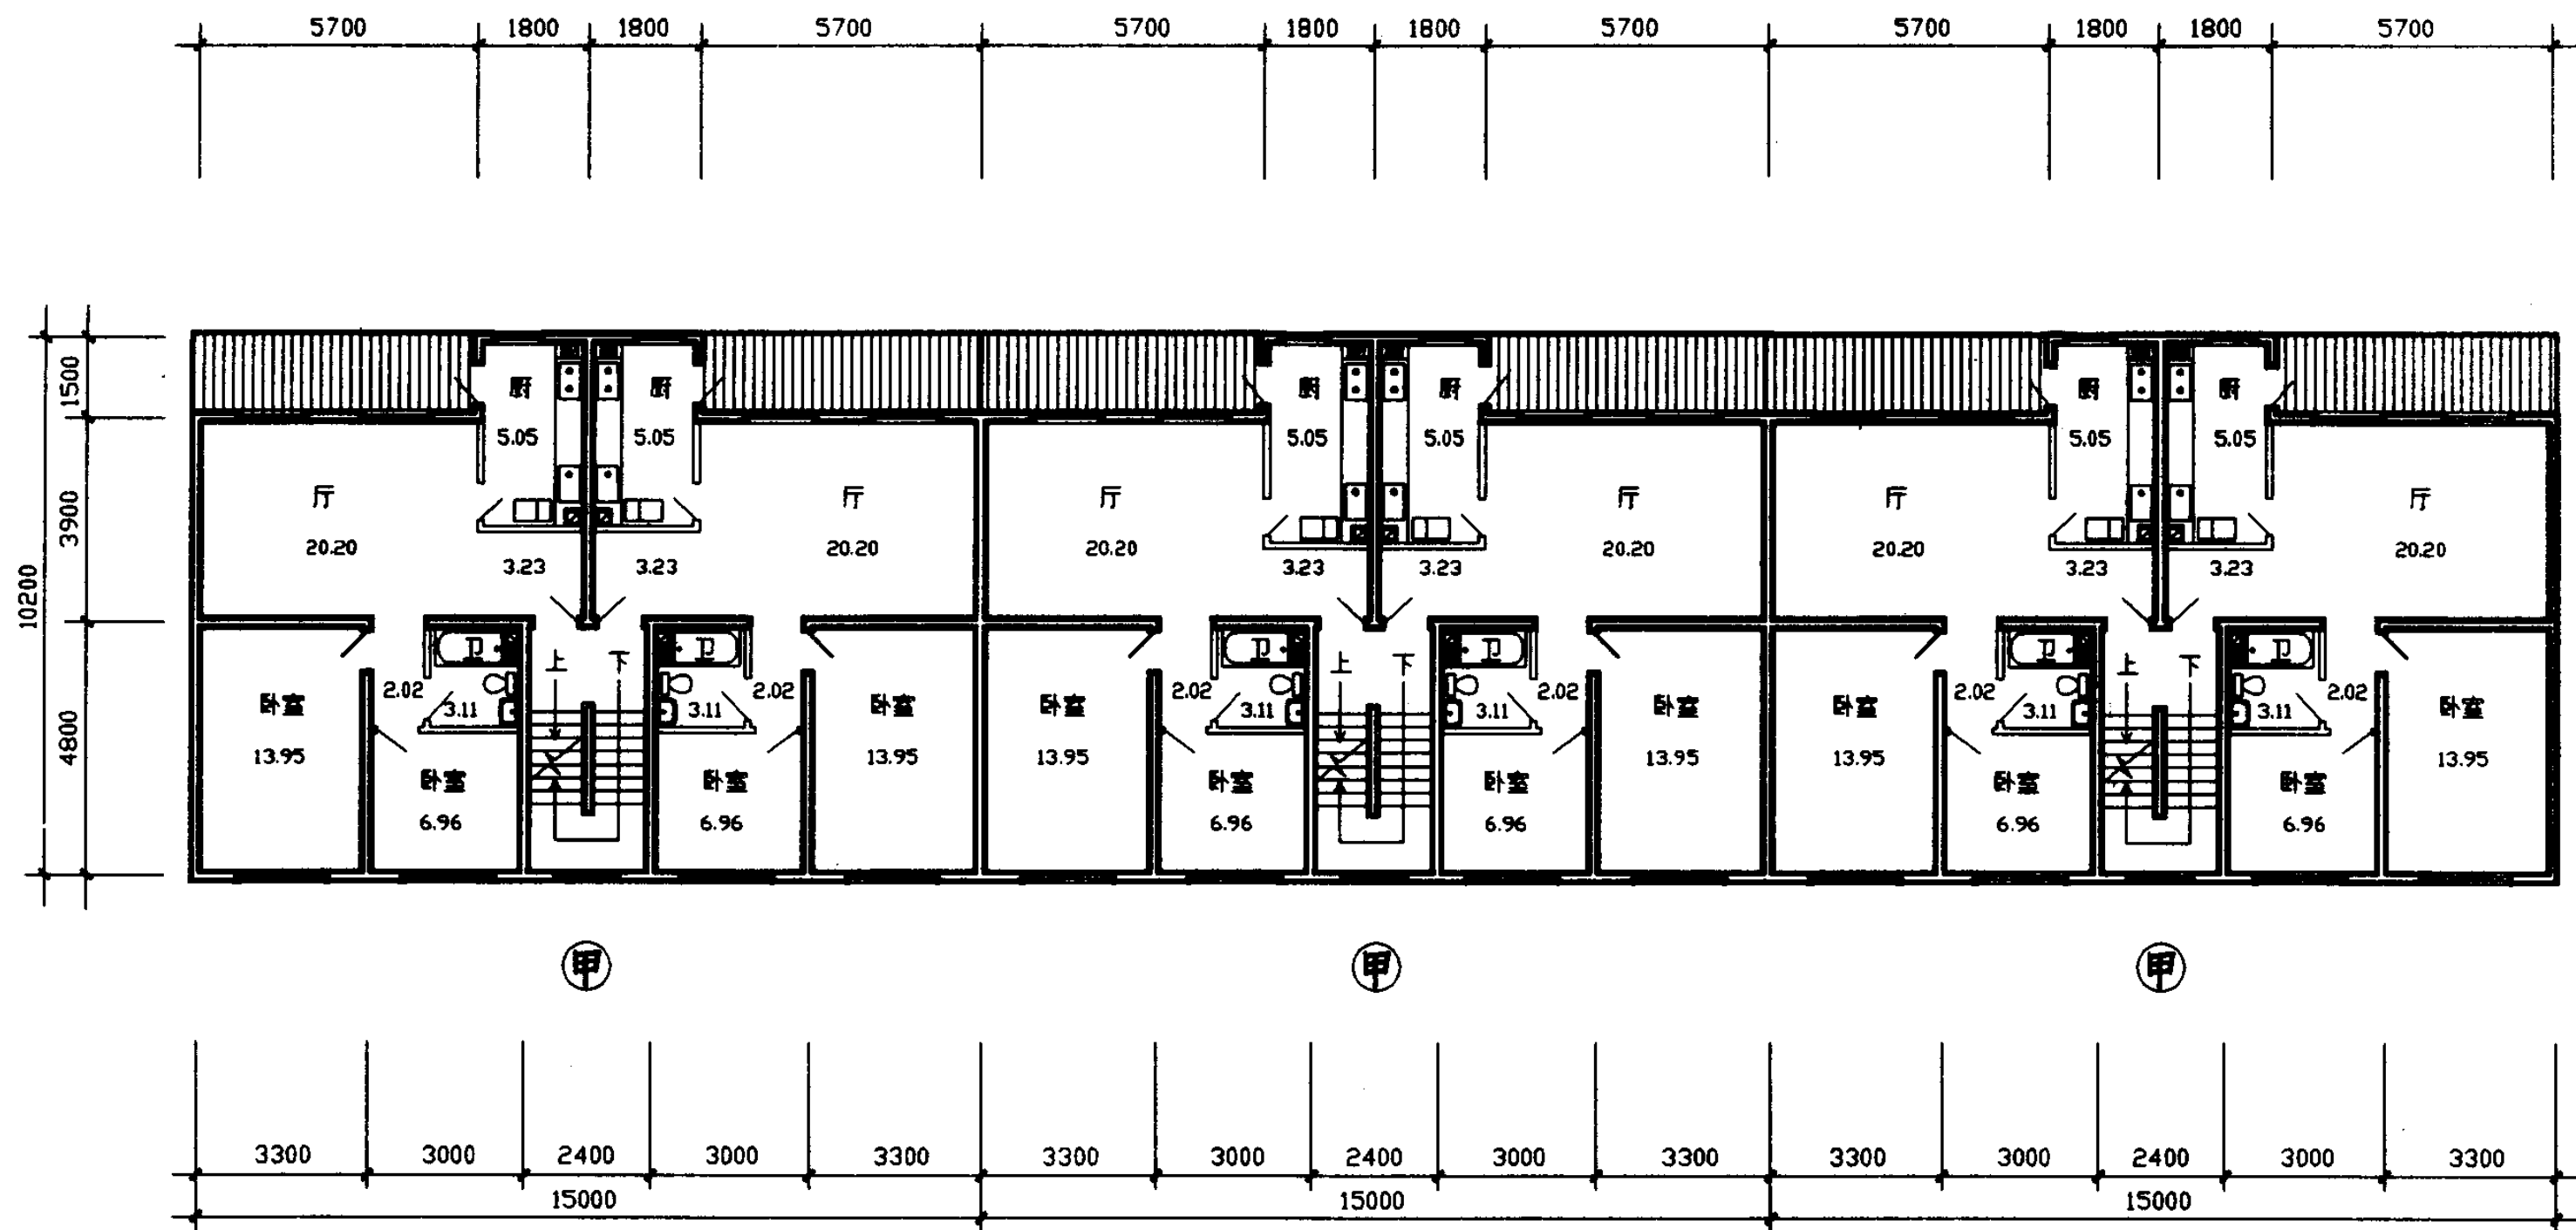 5700 1800 1800 5700 5700 1800 1800 5700 5700 1800 1800 5700
10200
1500
3900
4800
厨 厨 厨 厨 厨 厨
5.05 5.05 5.05 5.05 5.05 5.05
厅 厅 厅 厅 厅 厅
20.20 20.20 20.20 20.20 20.20 20.20
3.23 3.23 3.23 3.23 3.23 3.23
卫 卫 卫 卫 卫 卫
上 下 上 下 上 下
2.02 2.02 2.02 2.02 2.02 2.02
卧室 卧室 卧室 卧室 卧室 卧室
3.11 3.11 3.11 3.11 3.11 3.11
13.95 13.95 13.95 13.95 13.95 13.95
卧室 卧室 卧室 卧室 卧室 卧室
6.96 6.96 6.96 6.96 6.96 6.96
甲 甲 甲
3300 3000 2400 3000 3300 3300 3000 2400 3000 3300 3300 3000 2400 3000 3300
15000 15000 15000